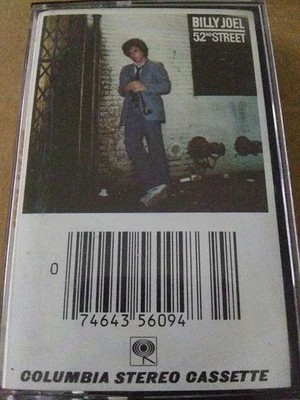 BILLY JOEL
52ND STREET
0
74643 56094
COLUMBIA STEREO CASSETTE